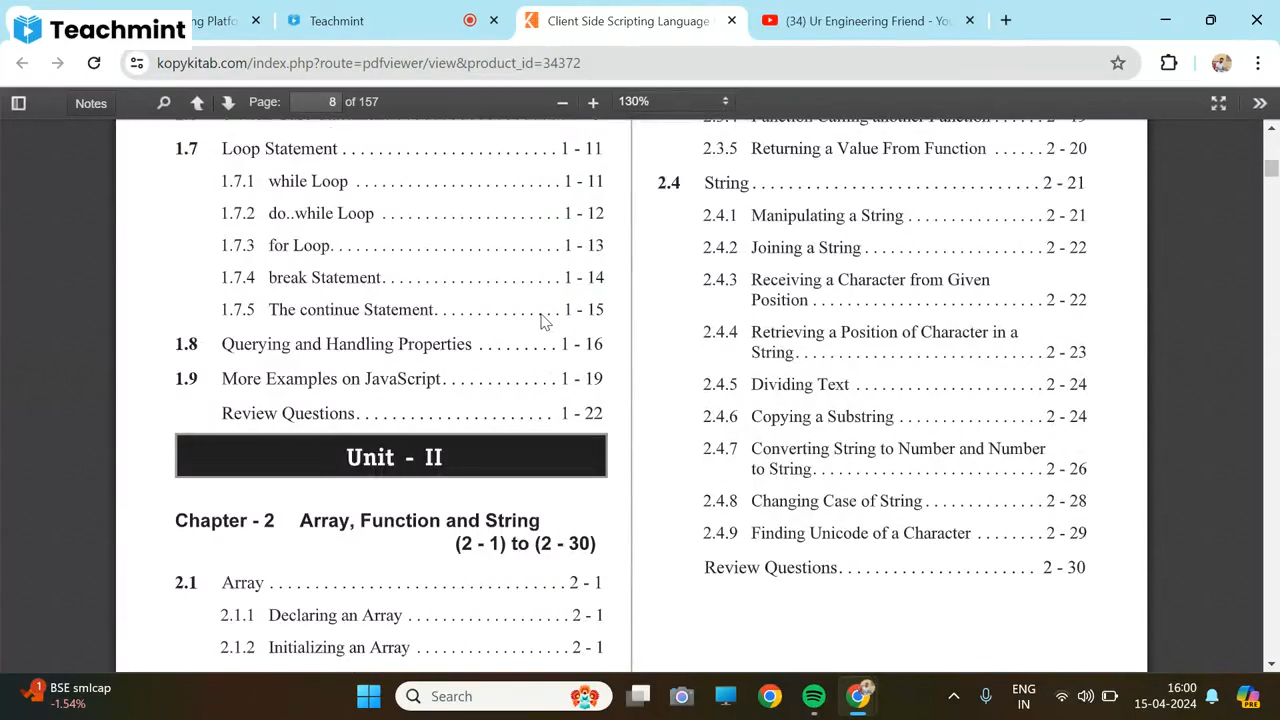 Teachmint
ing Platfo
Teachmint
Client Side Scripting Language
(34) Ur Engineering Friend - Yo
kopykitab.com/index.php?route=pdfviewer/view&product_id=34372
Notes
Page: 8 of 157
130%
1.7 Loop Statement . . . . . . . . . . . . . . . . . . . . . . . . . 1 - 11
1.7.1 while Loop . . . . . . . . . . . . . . . . . . . . . . . . 1 - 11
1.7.2 do..while Loop . . . . . . . . . . . . . . . . . . . . . 1 - 12
1.7.3 for Loop. . . . . . . . . . . . . . . . . . . . . . . . . . . 1 - 13
1.7.4 break Statement. . . . . . . . . . . . . . . . . . . . . 1 - 14
1.7.5 The continue Statement. . . . . . . . . . . . . . . 1 - 15
1.8 Querying and Handling Properties . . . . . . . . . 1 - 16
1.9 More Examples on JavaScript. . . . . . . . . . . . . 1 - 19
Review Questions. . . . . . . . . . . . . . . . . . . . . . . 1 - 22
Unit - II
Chapter - 2 Array, Function and String
(2 - 1) to (2 - 30)
2.1 Array . . . . . . . . . . . . . . . . . . . . . . . . . . . . . . . . 2 - 1
2.1.1 Declaring an Array . . . . . . . . . . . . . . . . . . . 2 - 1
2.1.2 Initializing an Array . . . . . . . . . . . . . . . . . . 2 - 1
2.3.4 Function Calling another Function . . . . 2 - 19
2.3.5 Returning a Value From Function . . . . . . 2 - 20
2.4 String . . . . . . . . . . . . . . . . . . . . . . . . . . . . . . . . 2 - 21
2.4.1 Manipulating a String . . . . . . . . . . . . . . . . 2 - 21
2.4.2 Joining a String . . . . . . . . . . . . . . . . . . . . . 2 - 22
2.4.3 Receiving a Character from Given
Position . . . . . . . . . . . . . . . . . . . . . . . . . . . 2 - 22
2.4.4 Retrieving a Position of Character in a
String. . . . . . . . . . . . . . . . . . . . . . . . . . . . . 2 - 23
2.4.5 Dividing Text . . . . . . . . . . . . . . . . . . . . . . 2 - 24
2.4.6 Copying a Substring . . . . . . . . . . . . . . . . . 2 - 24
2.4.7 Converting String to Number and Number
to String. . . . . . . . . . . . . . . . . . . . . . . . . . . 2 - 26
2.4.8 Changing Case of String . . . . . . . . . . . . . . 2 - 28
2.4.9 Finding Unicode of a Character . . . . . . . . 2 - 29
Review Questions. . . . . . . . . . . . . . . . . . . . . . . 2 - 30
1
BSE smlcap
-1.54%
Search
ENG
IN
16:00
15-04-2024
PRE